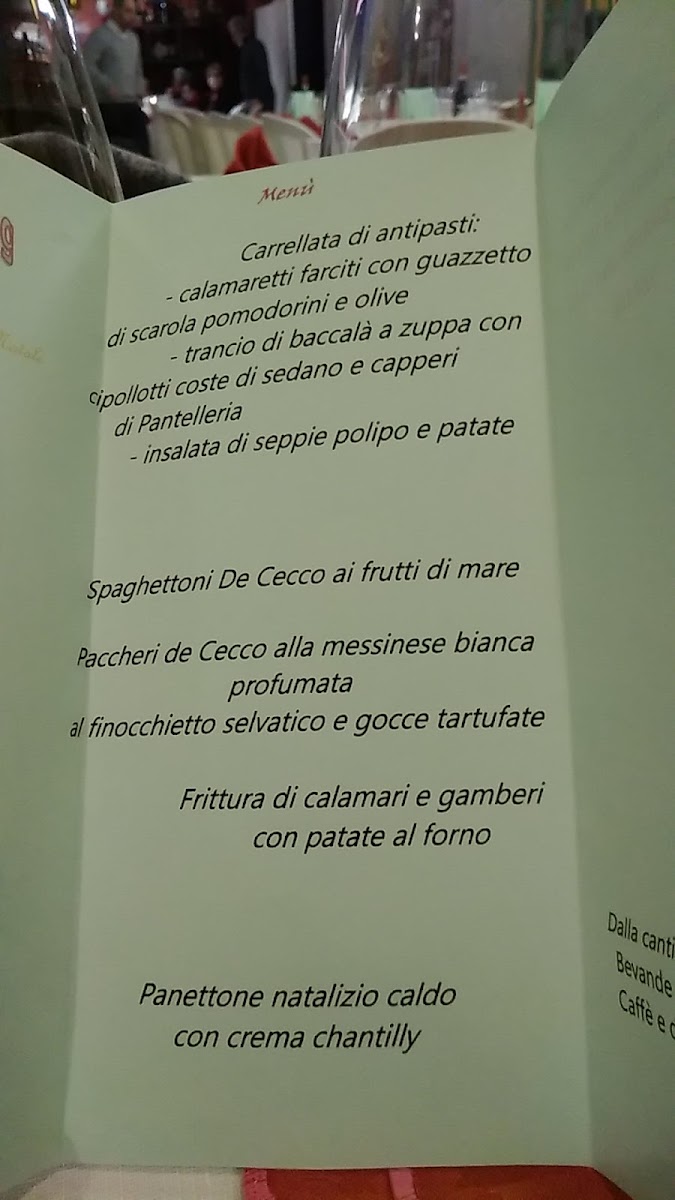 Menù
Carrellata di antipasti:
- calamaretti farciti con guazzetto
di scarola pomodorini e olive
- trancio di baccalà a zuppa con
cipollotti coste di sedano e capperi
di Pantelleria
- insalata di seppie polipo e patate
Spaghettoni De Cecco ai frutti di mare
Paccheri de Cecco alla messinese bianca
profumata
al finocchietto selvatico e gocce tartufate
Frittura di calamari e gamberi
con patate al forno
Panettone natalizio caldo
con crema chantilly
g
Dalla canti
Bevande
Caffè e